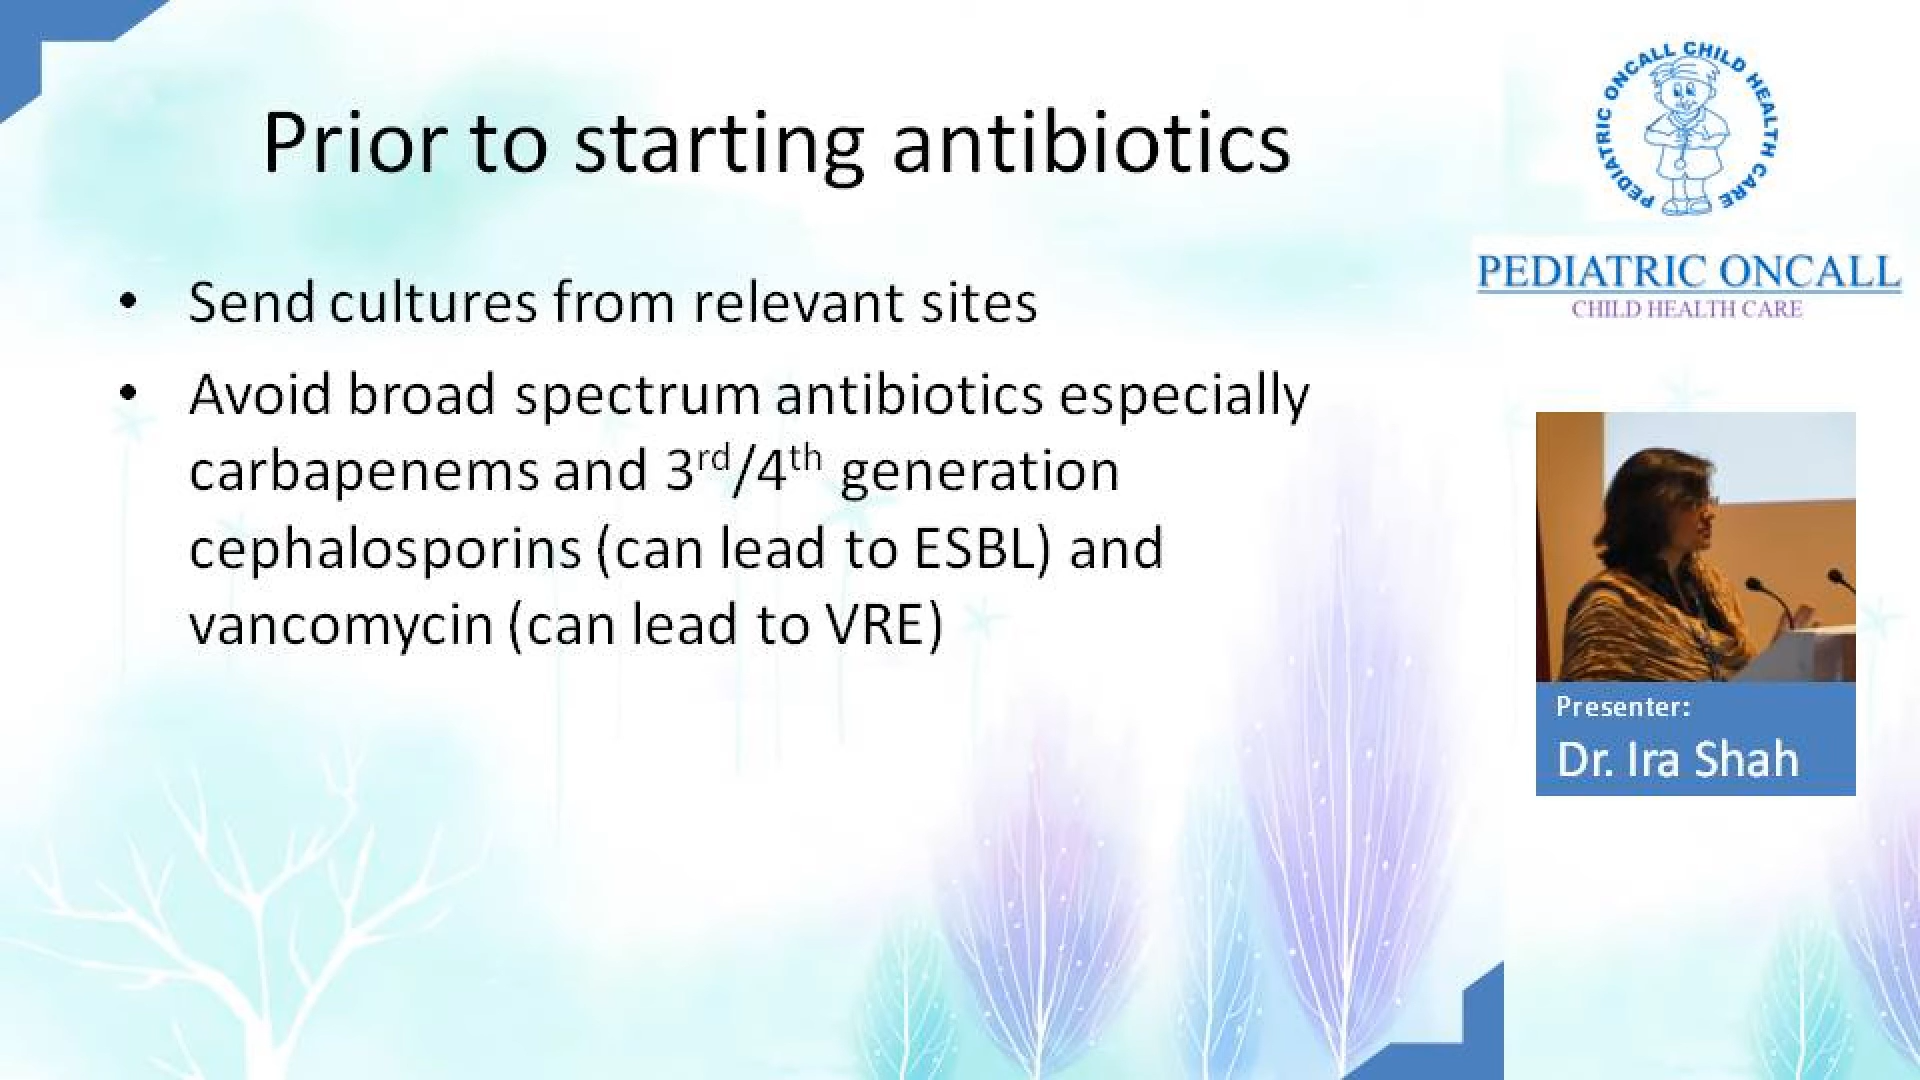 Prior to starting antibiotics
• Send cultures from relevant sites
• Avoid broad spectrum antibiotics especially
carbapenems and 3rd/4th generation
cephalosporins (can lead to ESBL) and
vancomycin (can lead to VRE)
PEDIATRIC ONCALL CHILD HEALTH CARE
PEDIATRIC ONCALL
CHILD HEALTH CARE
Presenter:
Dr. Ira Shah